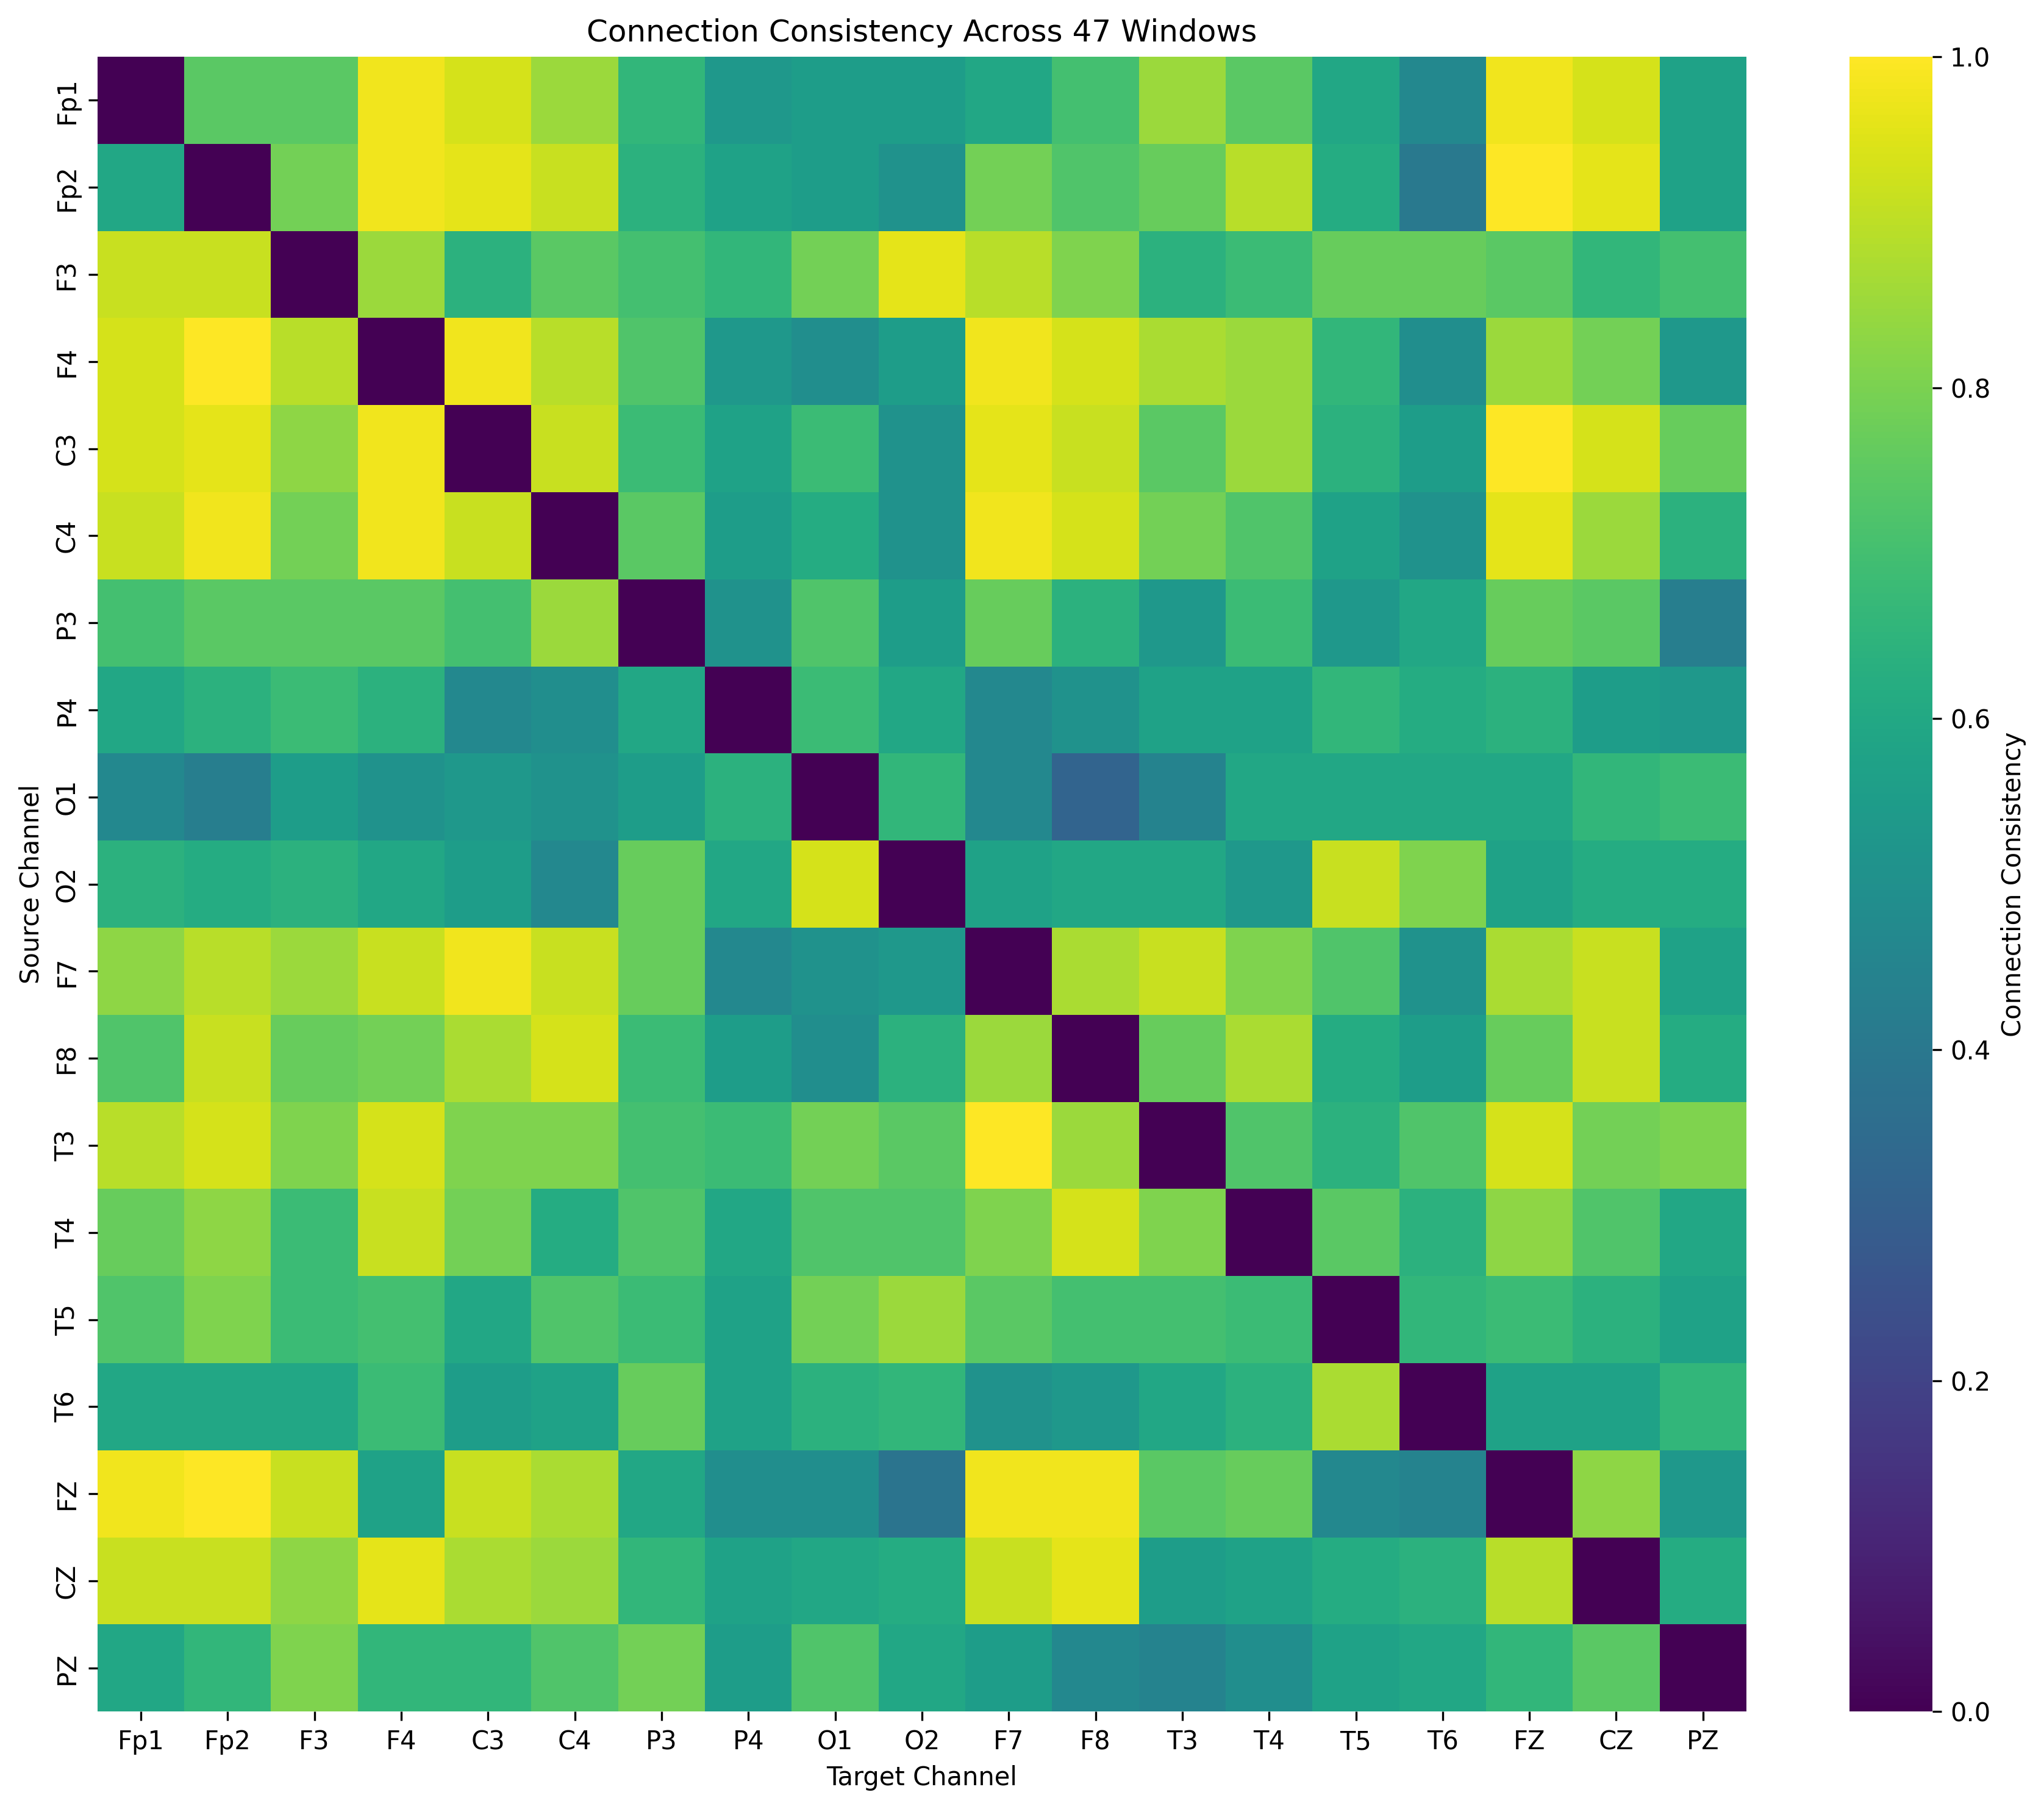 Connection Consistency Across 47 Windows
Source Channel
Fp1
Fp2
F3
F4
C3
C4
P3
P4
O1
O2
F7
F8
T3
T4
T5
T6
FZ
CZ
PZ
Fp1 Fp2 F3 F4 C3 C4 P3 P4 O1 O2 F7 F8 T3 T4 T5 T6 FZ CZ PZ
Target Channel
1.0
0.8
0.6
0.4
0.2
0.0
Connection Consistency